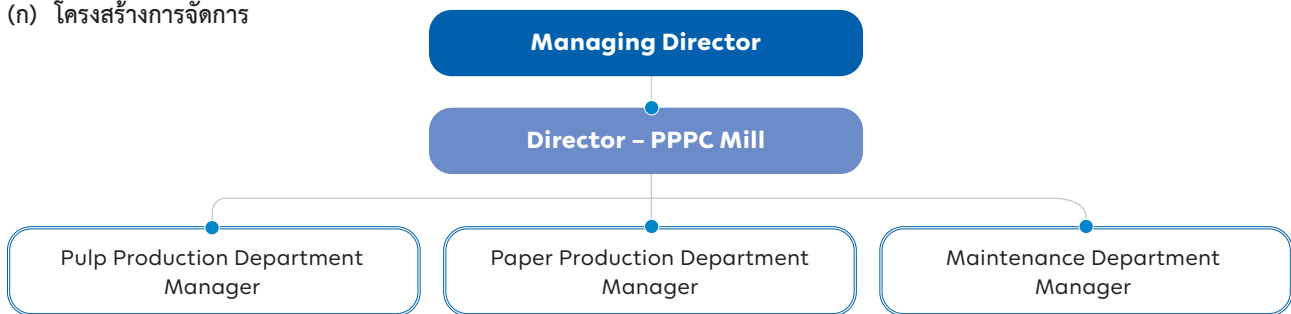 (ก) โครงสร้างการจัดการ
Managing Director
Director – PPPC Mill
Pulp Production Department
Manager
Paper Production Department
Manager
Maintenance Department
Manager